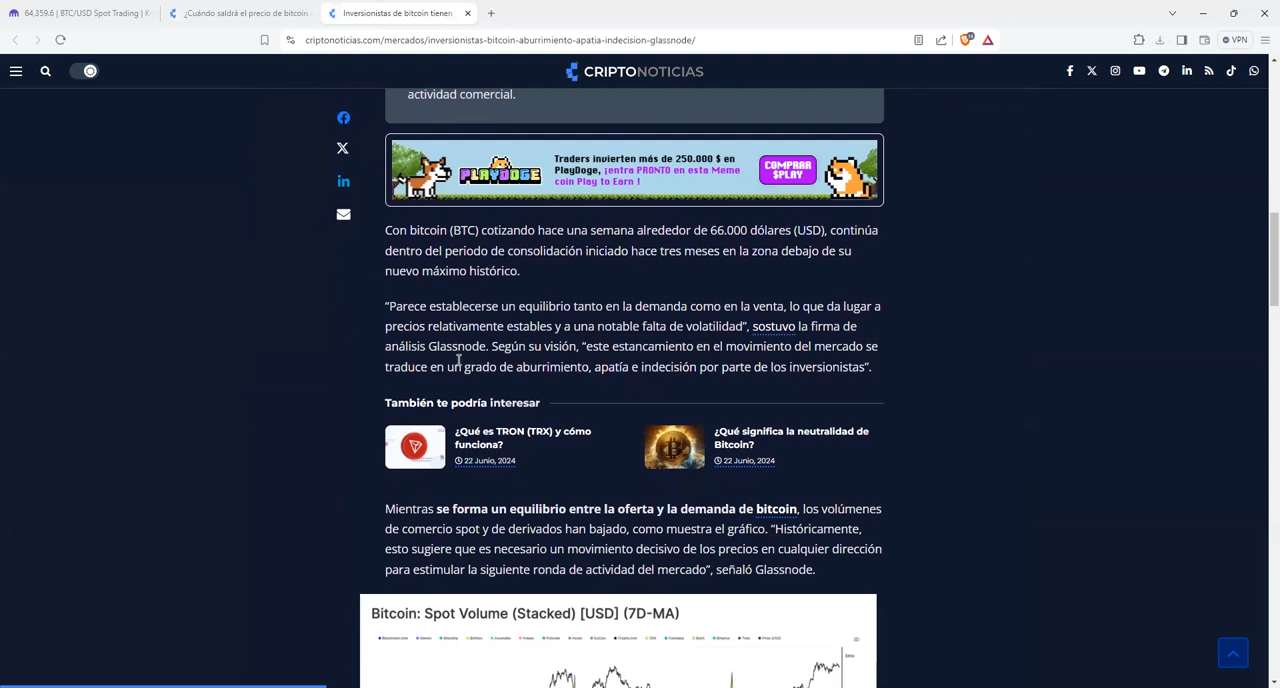 64,359.6 | BTC/USD Spot Trading | K
¿Cuándo saldrá el precio de bitcoin
Inversionistas de bitcoin tienen
criptonoticias.com/mercados/inversionistas-bitcoin-aburrimiento-apatia-indecision-glassnode/
VPN
CRIPTONOTICIAS
actividad comercial.
PLAYDOGE
Traders invierten más de 250.000 $ en
PlayDoge, ¡entra PRONTO en esta Meme
coin Play to Earn !
COMPRAR
$PLAY
Con bitcoin (BTC) cotizando hace una semana alrededor de 66.000 dólares (USD), continúa
dentro del periodo de consolidación iniciado hace tres meses en la zona debajo de su
nuevo máximo histórico.
“Parece establecerse un equilibrio tanto en la demanda como en la venta, lo que da lugar a
precios relativamente estables y a una notable falta de volatilidad”, sostuvo la firma de
análisis Glassnode. Según su visión, “este estancamiento en el movimiento del mercado se
traduce en un grado de aburrimiento, apatía e indecisión por parte de los inversionistas”.
También te podría interesar
¿Qué es TRON (TRX) y cómo
funciona?
22 Junio, 2024
¿Qué significa la neutralidad de
Bitcoin?
22 Junio, 2024
Mientras se forma un equilibrio entre la oferta y la demanda de bitcoin, los volúmenes
de comercio spot y de derivados han bajado, como muestra el gráfico. “Históricamente,
esto sugiere que es necesario un movimiento decisivo de los precios en cualquier dirección
para estimular la siguiente ronda de actividad del mercado”, señaló Glassnode.
Bitcoin: Spot Volume (Stacked) [USD] (7D-MA)